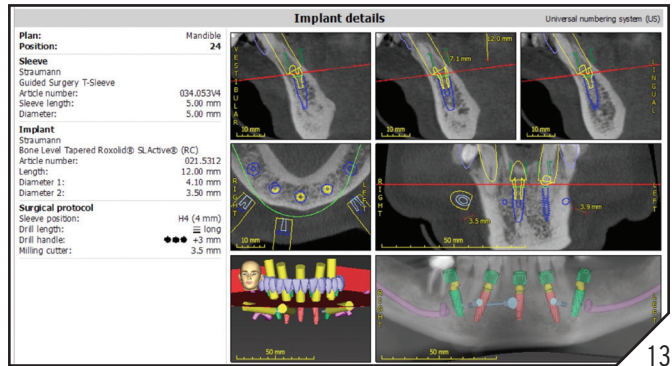 Implant details
Universal numbering system (US)
Plan: Mandible
Position: 24
Sleeve
Straumann
Guided Surgery T-Sleeve
Article number: 034.053V4
Sleeve length: 5.00 mm
Diameter: 5.00 mm
Implant
Straumann
Bone Level Tapered Roxolid® SLActive® (RC)
Article number: 021.5312
Length: 12.00 mm
Diameter 1: 4.10 mm
Diameter 2: 3.50 mm
Surgical protocol
Sleeve position: H4 (4 mm)
Drill length: long
Drill handle: +3 mm
Milling cutter: 3.5 mm
VESTIBULAR
10 mm
12.0 mm
7.1 mm
10 mm
LINGUAL
10 mm
RIGHT
LEFT
10 mm
RIGHT
LEFT
3.5 mm
3.9 mm
50 mm
50 mm
RIGHT
LEFT
50 mm
13